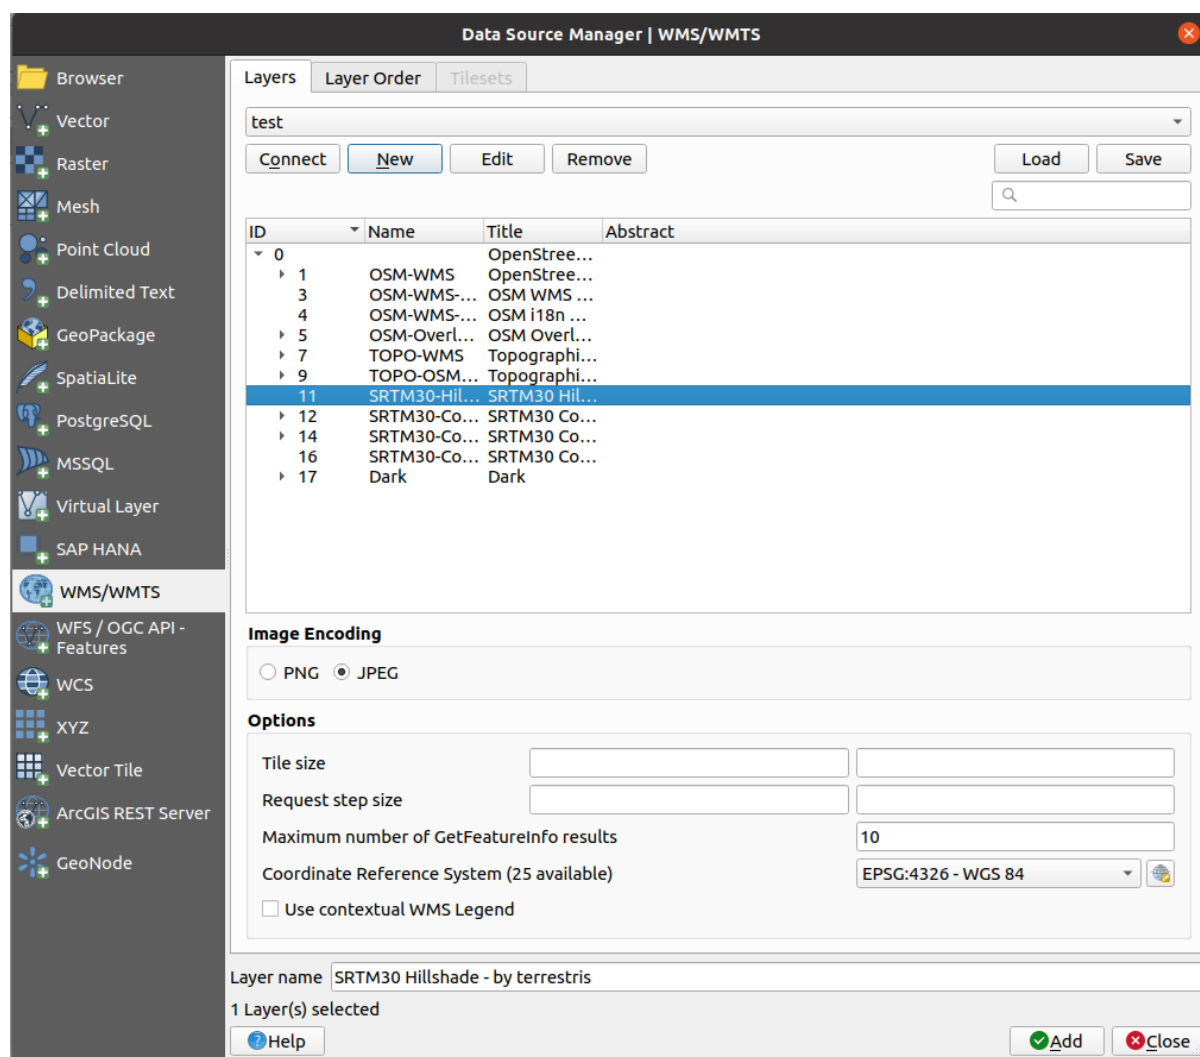 Data Source Manager | WMS/WMTS
Browser
Vector
Raster
Mesh
Point Cloud
Delimited Text
GeoPackage
SpatiaLite
PostgreSQL
MSSQL
Virtual Layer
SAP HANA
WMS/WMTS
WFS / OGC API -
Features
WCS
XYZ
Vector Tile
ArcGIS REST Server
GeoNode
Layers Layer Order Tilesets
test
Connect New Edit Remove Load Save
ID Name Title Abstract
0 OpenStree...
1 OSM-WMS OpenStree...
3 OSM-WMS-... OSM WMS ...
4 OSM-WMS-... OSM i18n ...
5 OSM-Overl... OSM Overl...
7 TOPO-WMS Topographi...
9 TOPO-OSM... Topographi...
11 SRTM30-Hil... SRTM30 Hil...
12 SRTM30-Co... SRTM30 Co...
14 SRTM30-Co... SRTM30 Co...
16 SRTM30-Co... SRTM30 Co...
17 Dark Dark
Image Encoding
PNG JPEG
Options
Tile size
Request step size
Maximum number of GetFeatureInfo results 10
Coordinate Reference System (25 available) EPSG:4326 - WGS 84
Use contextual WMS Legend
Layer name SRTM30 Hillshade - by terrestris
1 Layer(s) selected
Help Add Close